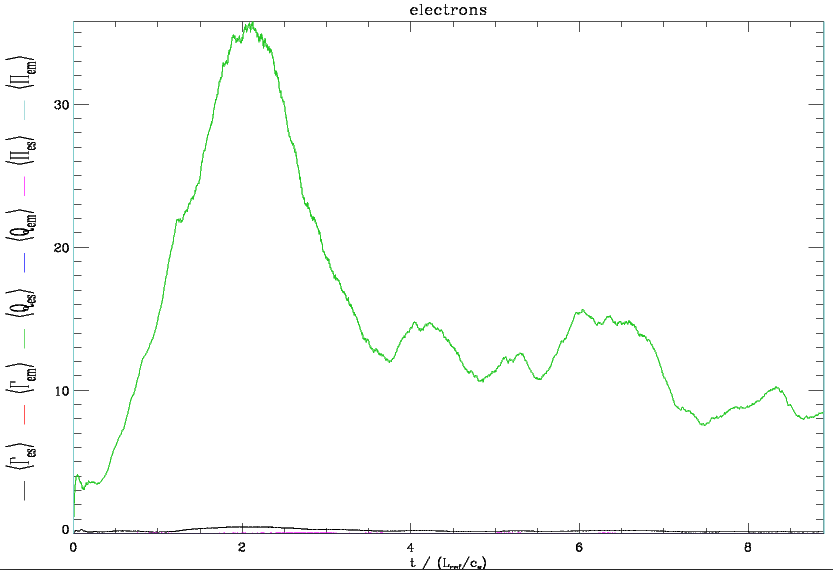 electrons
⟨Π_em⟩
⟨Π_es⟩
⟨Q_em⟩
⟨Q_es⟩
⟨Γ_em⟩
⟨Γ_es⟩
30
20
10
0
0 2 4 6 8
t / (L_ref/c_s)